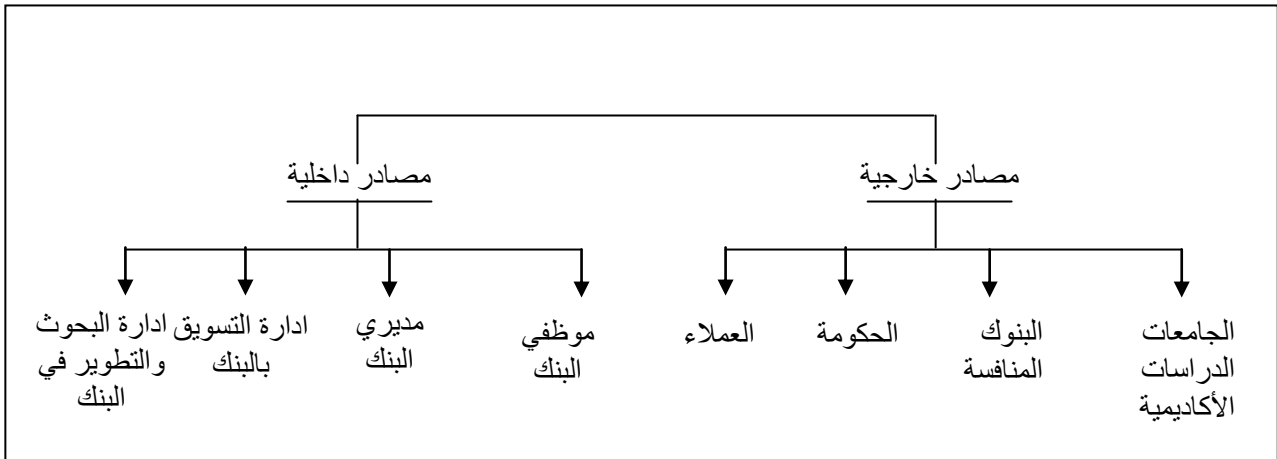 مصادر خارجية
مصادر داخلية
الجامعات
الدراسات
الأكاديمية
البنوك
المنافسة
الحكومة
العملاء
موظفي
البنك
مديري
البنك
ادارة التسويق
بالبنك
ادارة البحوث
والتطوير في
البنك